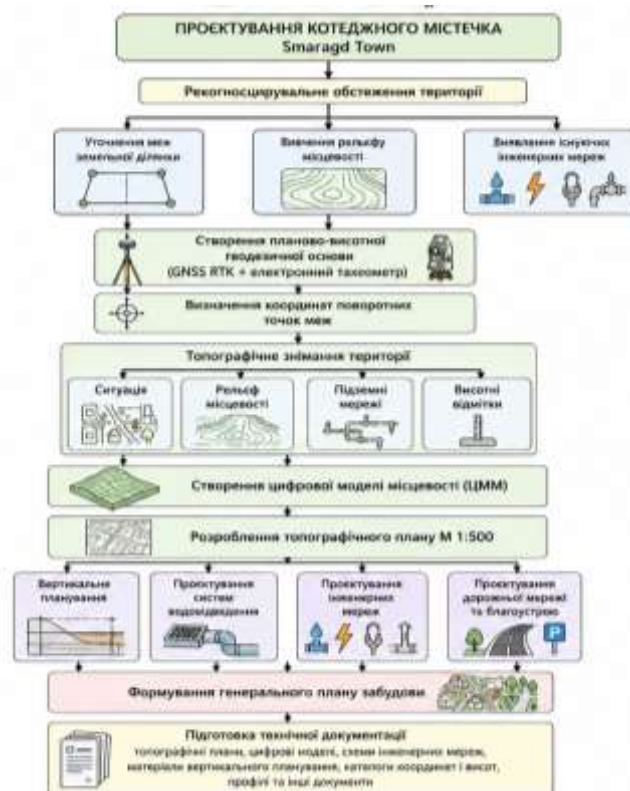 ПРОЄКТУВАННЯ КОТЕДЖНОГО МІСТЕЧКА
Smaragd Town
Рекогносцирувальне обстеження території
Уточнення меж
земельної ділянки
Вивчення рельєфу
місцевості
Виявлення існуючих
інженерних мереж
Створення планово-висотної
геодезичної основи
(GNSS RTK + електронний тахеометр)
Визначення координат поворотних
точок меж
Топографічне знімання території
Ситуація
Рельєф
місцевості
Підземні
мережі
Висотні
відмітки
Створення цифрової моделі місцевості (ЦММ)
Розроблення топографічного плану М 1:500
Вертикальне
планування
Проєктування
систем
водовідведення
Проєктування
інженерних
мереж
Проєктування
дорожньої мережі
та благоустрою
P
Формування генерального плану забудови
Підготовка технічної документації
топографічні плани, цифрові моделі, схеми інженерних мереж,
матеріали вертикального планування, каталоги координат і висот,
профілі та інші документи